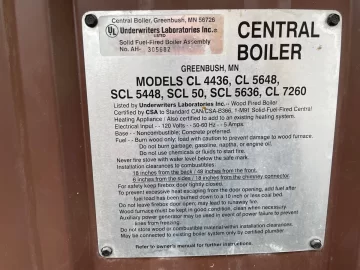 Central Boiler, Greenbush, MN 56726
UL Underwriters Laboratories Inc.®
LISTED
Solid Fuel-Fired Boiler Assembly
No. AH- 305682
CENTRAL
BOILER
GREENBUSH, MN
MODELS CL 4436, CL 5648,
SCL 5448, SCL 50, SCL 5636, CL 7260
Listed by Underwriters Laboratories Inc. - Wood Fired Boiler
Certified by CSA to Standard CAN/CSA-B366.1-M91 Solid-Fuel-Fired Central
Heating Appliance / Also certified to add to an existing heating system.
Electrical Input - - 120 Volts - - 50-60 Hz - - 5 Amps
Base - - Noncombustible; Concrete preferred
Fuel - - Burn wood only; load with caution to prevent damage to wood furnace.
Do not use garbage, gasoline, naphtha, or engine oil.
Do not use chemicals or fluids to start fire.
Never fire stove with water level below the safe mark.
Installation clearances to combustibles:
18 inches from the back / 48 inches from the front
6 inches from the sides / 18 inches from the chimney connector
For safety keep firebox door tightly closed.
To prevent excessive heat escaping from the door opening, and after fuel
load has been burned down to a 10 inch or less coal bed.
Do not leave firebox door open; may lead to runaway fire.
Wood furnace must be kept in good condition, clean when necessary.
Auxiliary power generator may be used in event of power failure to prevent
loss from freezing.
Do not store wood or combustible material within installation clearances.
May be connected to existing boiler system only by certified plumber
Refer to owner's manual for further instructions.